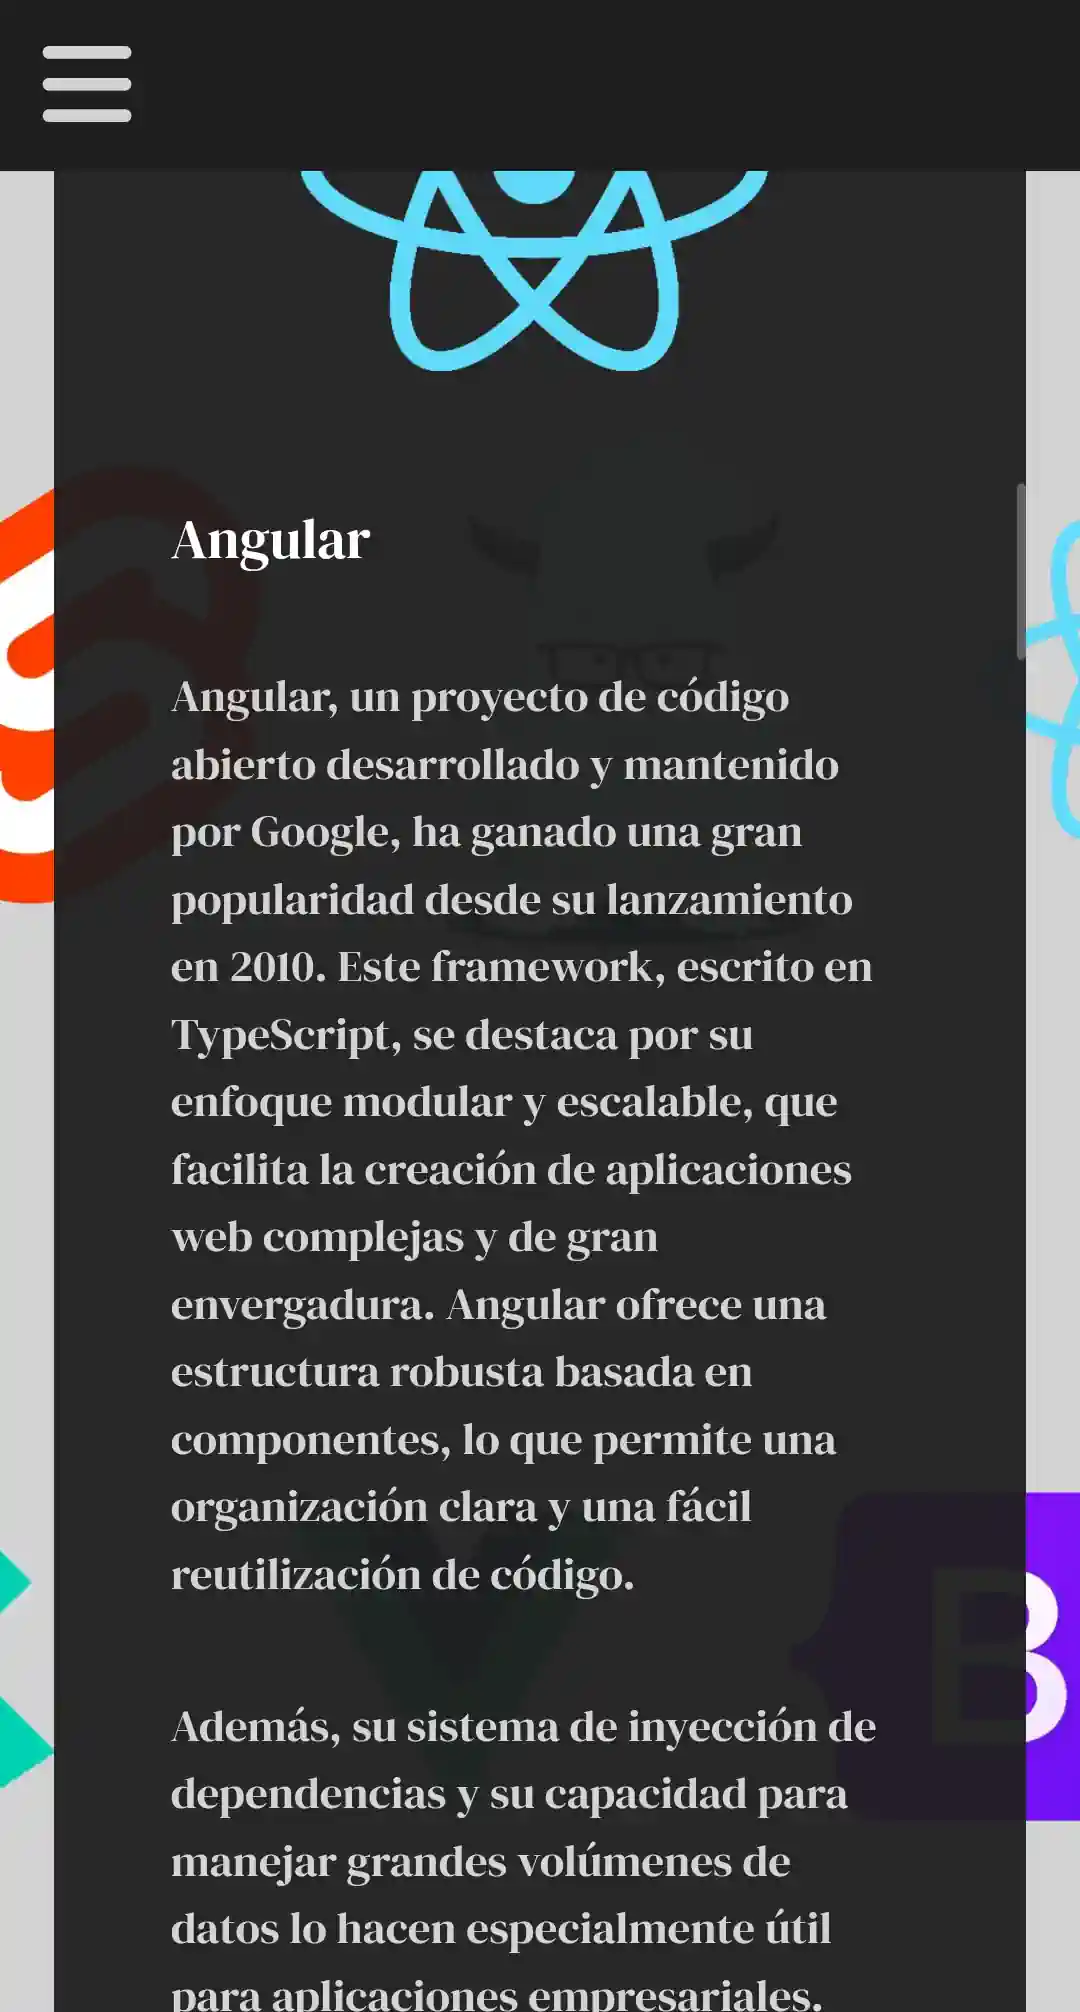 Angular
Angular, un proyecto de código
abierto desarrollado y mantenido
por Google, ha ganado una gran
popularidad desde su lanzamiento
en 2010. Este framework, escrito en
TypeScript, se destaca por su
enfoque modular y escalable, que
facilita la creación de aplicaciones
web complejas y de gran
envergadura. Angular ofrece una
estructura robusta basada en
componentes, lo que permite una
organización clara y una fácil
reutilización de código.
B
Además, su sistema de inyección de
dependencias y su capacidad para
manejar grandes volúmenes de
datos lo hacen especialmente útil
para aplicaciones empresariales.